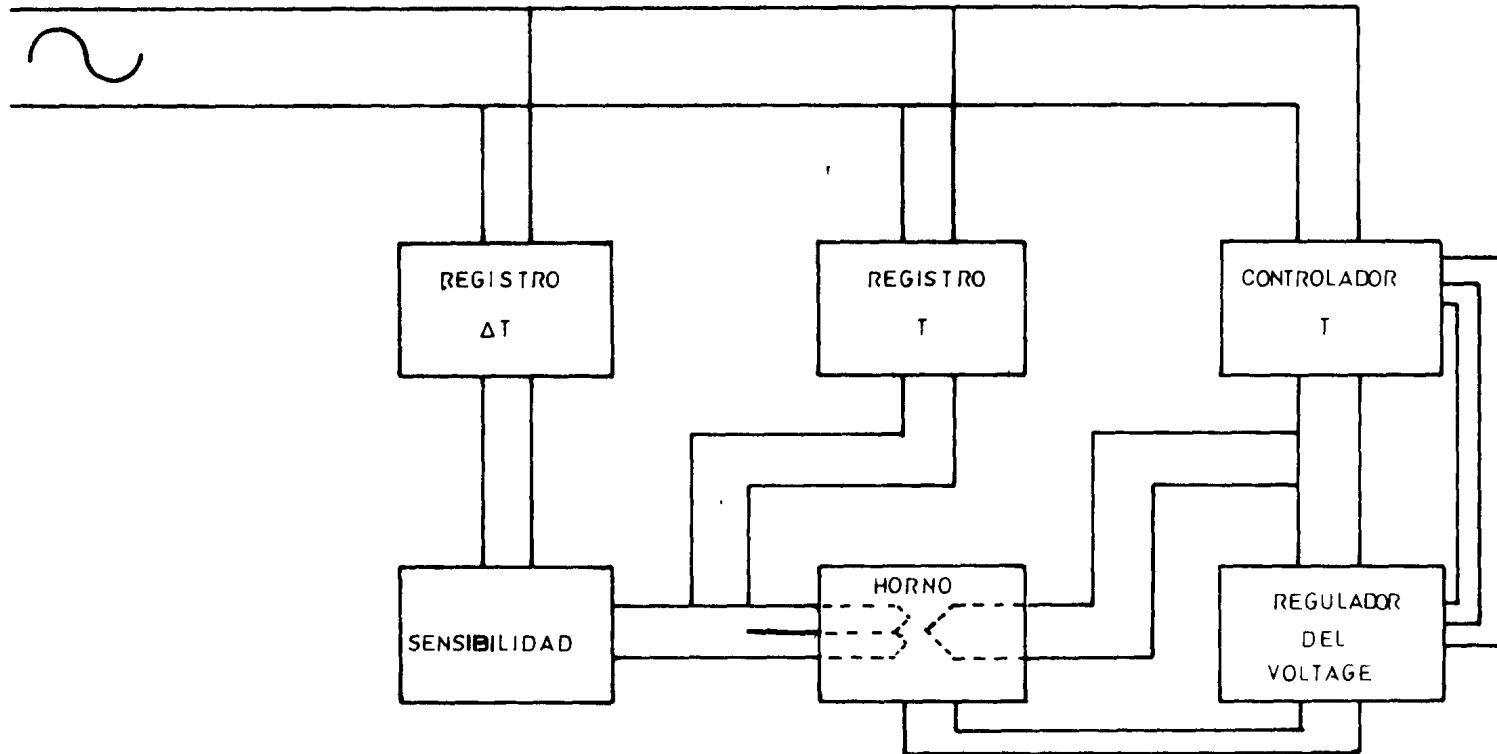 REGISTRO
ΔT
REGISTRO
T
CONTROLADOR
T
SENSIBILIDAD
HORNO
REGULADOR
DEL
VOLTAGE